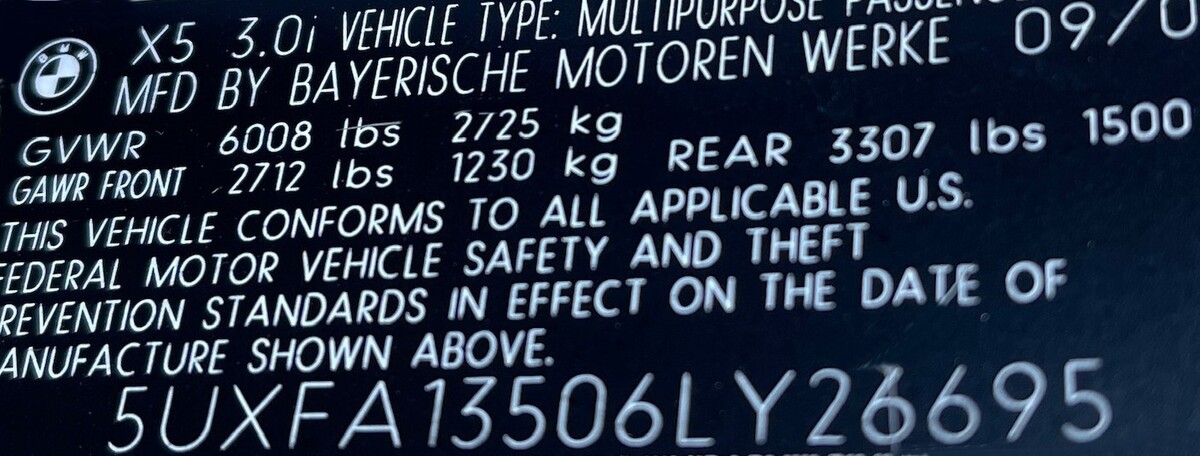 X5 3.0i VEHICLE TYPE: MULTIPURPOSE
MFD BY BAYERISCHE MOTOREN WERKE 09/0
GVWR 6008 lbs 2725 kg
GAWR FRONT 2712 lbs 1230 kg REAR 3307 lbs 1500
THIS VEHICLE CONFORMS TO ALL APPLICABLE U.S.
FEDERAL MOTOR VEHICLE SAFETY AND THEFT
REVENTION STANDARDS IN EFFECT ON THE DATE OF
ANUFACTURE SHOWN ABOVE.
5UXFA13506LY26695